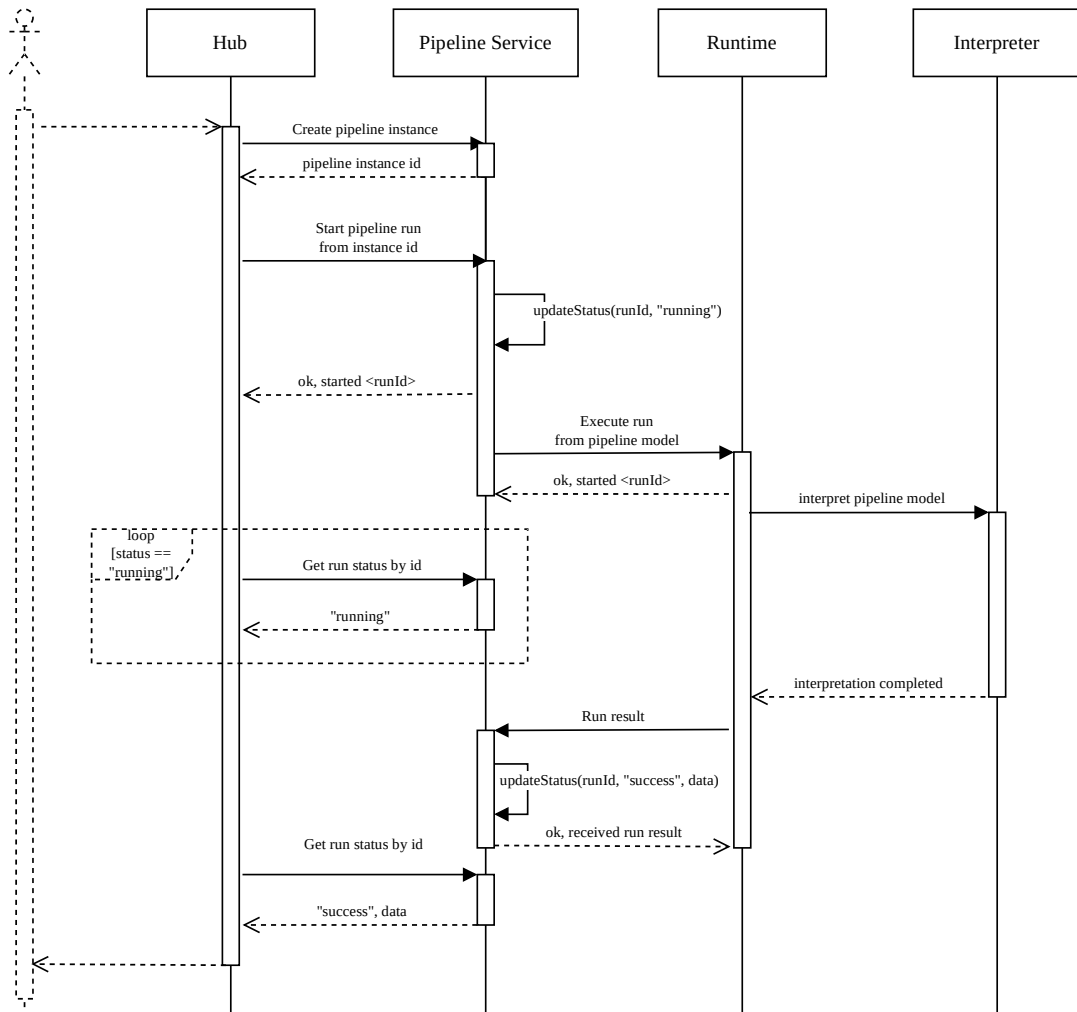 Hub
Pipeline Service
Runtime
Interpreter
Create pipeline instance
pipeline instance id
Start pipeline run
from instance id
updateStatus(runId, "running")
ok, started <runId>
Execute run
from pipeline model
ok, started <runId>
interpret pipeline model
loop
[status ==
"running"]
Get run status by id
"running"
interpretation completed
Run result
updateStatus(runId, "success", data)
ok, received run result
Get run status by id
"success", data